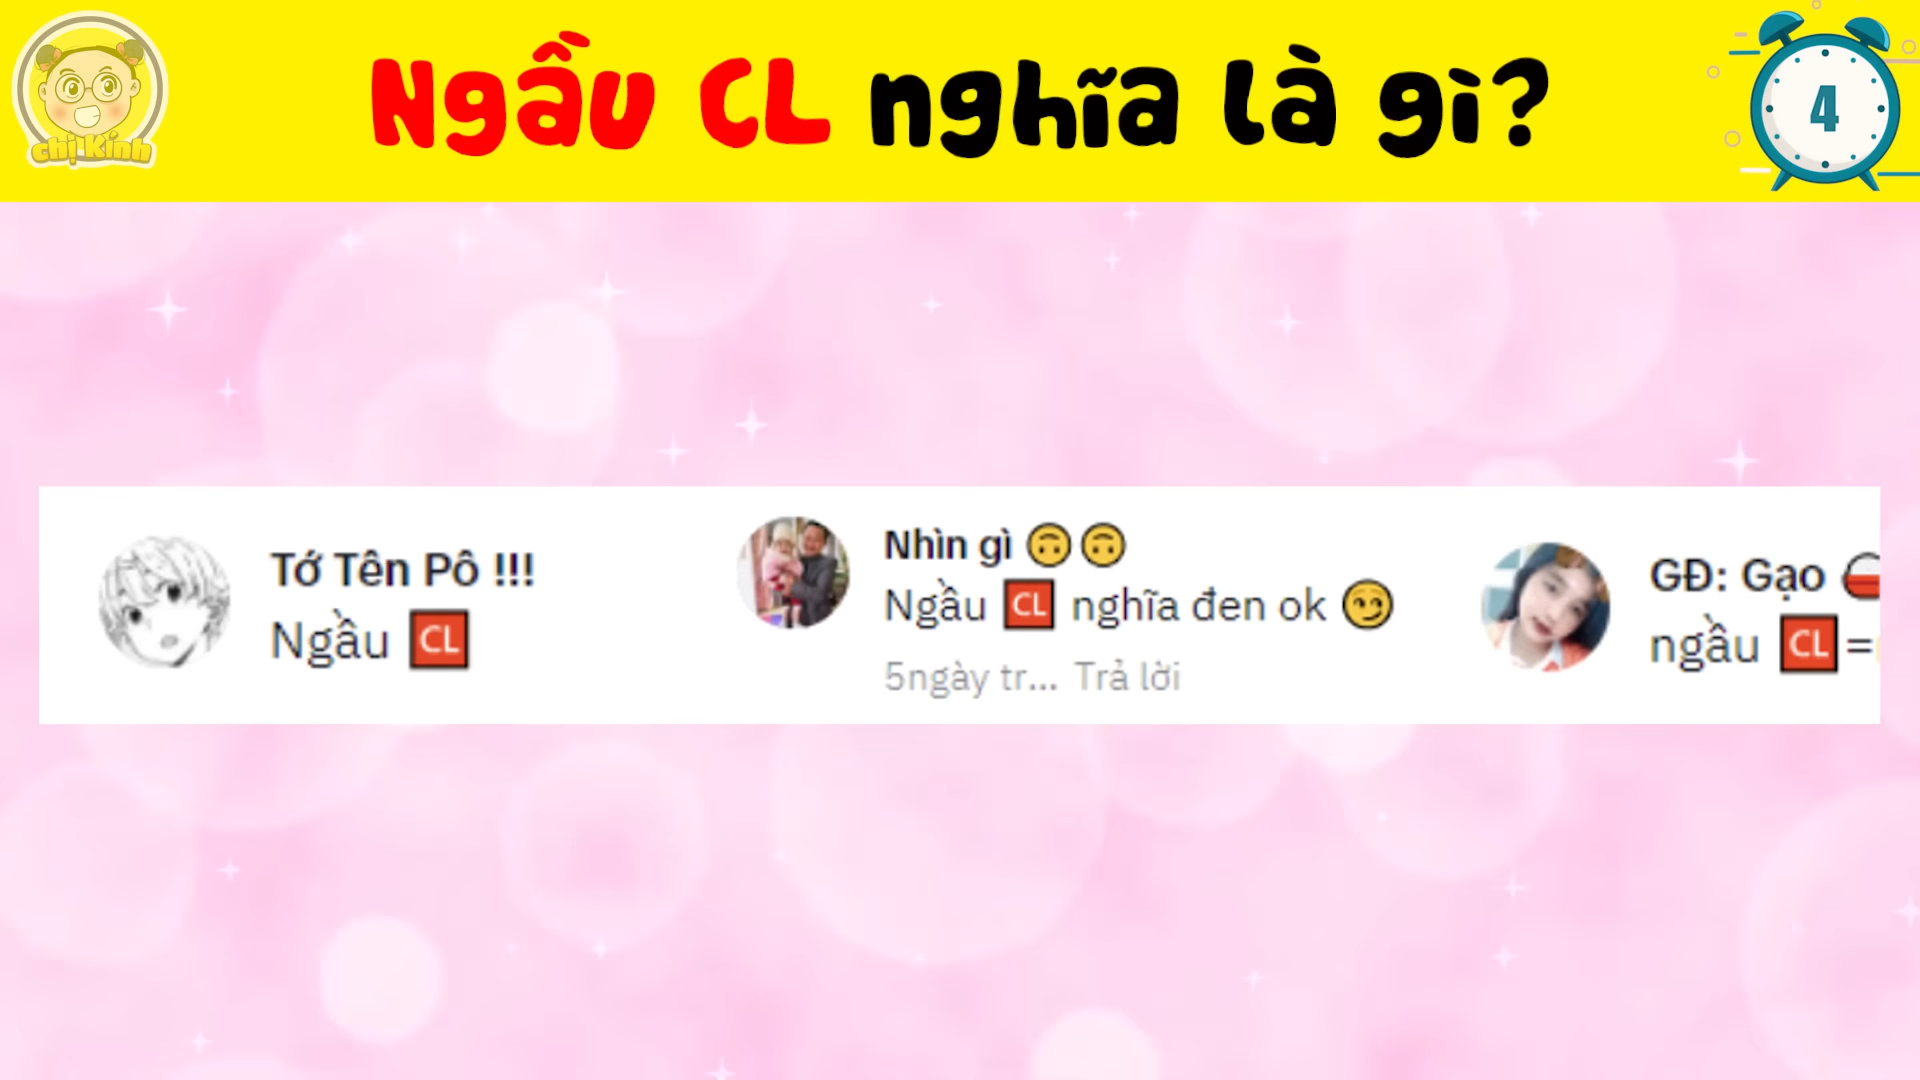 Ngầu CL nghĩa là gì?
chị Kính
4
Tớ Tên Pô !!!
Ngầu CL
Nhìn gì 🙃🙃
Ngầu CL nghĩa đen ok 😏
5ngày tr... Trả lời
GĐ: Gạo
ngầu CL=